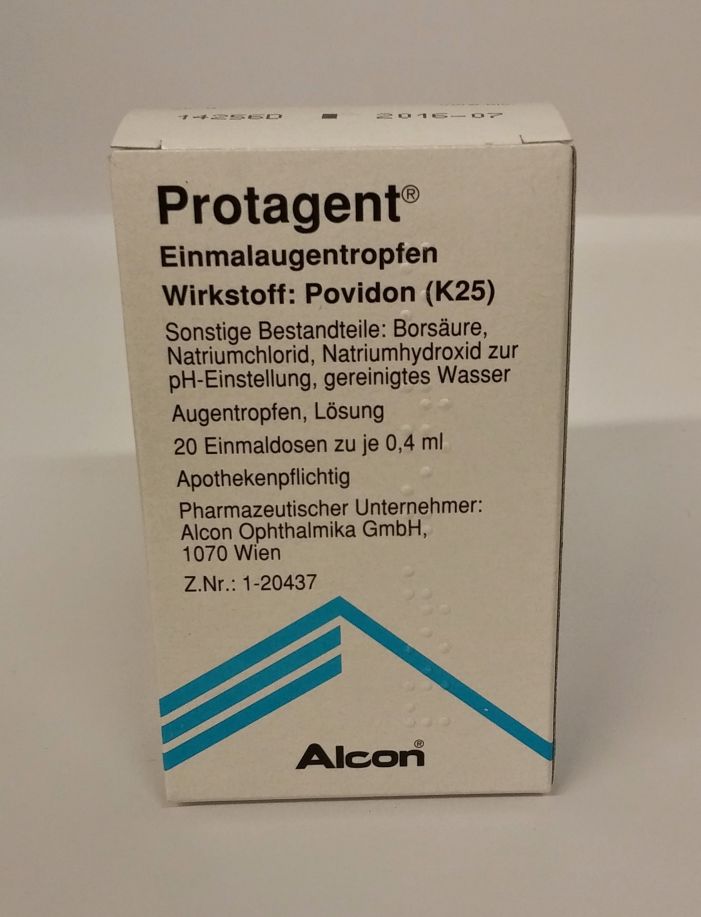 14256D 2016-07
Protagent®
Einmalaugentropfen
Wirkstoff: Povidon (K25)
Sonstige Bestandteile: Borsäure,
Natriumchlorid, Natriumhydroxid zur
pH-Einstellung, gereinigtes Wasser
Augentropfen, Lösung
20 Einmaldosen zu je 0,4 ml
Apothekenpflichtig
Pharmazeutischer Unternehmer:
Alcon Ophthalmika GmbH,
1070 Wien
Z.Nr.: 1-20437
Alcon®